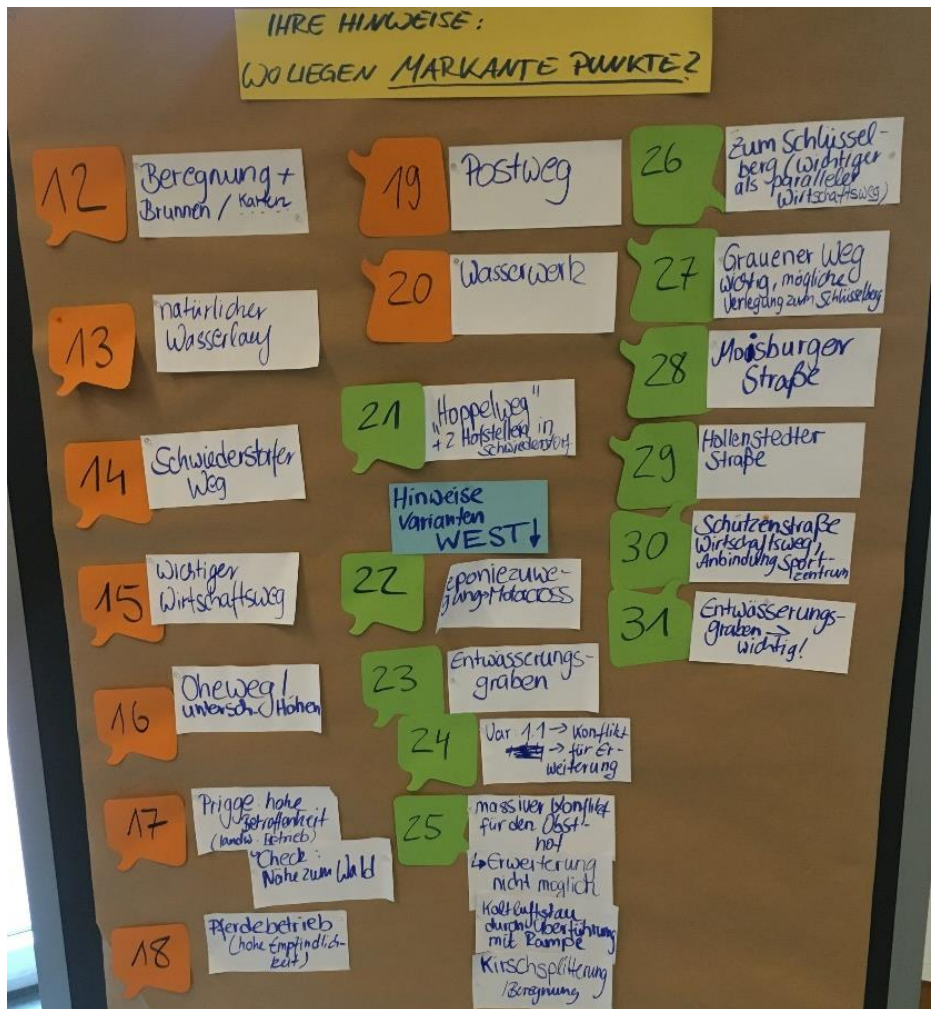 IHRE HINWEISE:
WO LIEGEN MARKANTE PUNKTE?
12
Beregnung +
Brunnen / Karten
13
natürlicher
Wasserlauf
14
Schwiederstorfer
Weg
15
wichtiger
Wirtschaftsweg
16
Oheweg!
untersch. Höhen
17
Prigge: hohe
Betroffenheit
(landw. Betrieb)
Check:
Nähe zum Wald
18
Pferdebetrieb
(hohe Empfindlich-
keit)
19
Postweg
20
Wasserwerk
21
"Hoppelweg"
+ 2 Hofstellen in
Schwiederstorf
Hinweise
Varianten
WEST↓
22
eponiezuwe-
gung → Motocross
23
Entwässerungs-
graben
24
Var 1.1 → Konflikt
→ für Er-
weiterung
25
massiver Konflikt
für den Obst-
hof
↳ Erweiterung
nicht möglich
Kaltluftstau
durch Überführung
mit Rampe
Kirschsplitterung
/Beregnung
26
Zum Schlüssel-
berg (wichtiger
als paralleler
Wirtschaftsweg)
27
Grauener Weg
wichtig, mögliche
Verlegung zum Schlüsselberg
28
Moisburger
Straße
29
Hollenstedter
Straße
30
Schützenstraße
Wirtschaftsweg,
Anbindung Sport-
zentrum
31
Entwässerungs-
graben →
wichtig!